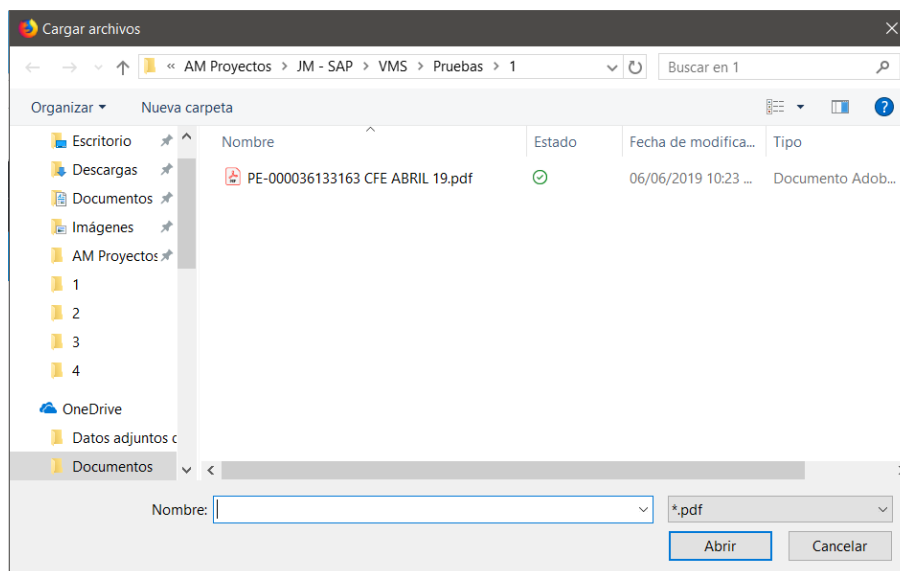 Cargar archivos
« AM Proyectos > JM - SAP > VMS > Pruebas > 1
Buscar en 1
Organizar
Nueva carpeta
Nombre
Estado
Fecha de modifica...
Tipo
PE-000036133163 CFE ABRIL 19.pdf
06/06/2019 10:23 ...
Documento Adob...
Escritorio
Descargas
Documentos
Imágenes
AM Proyectos
1
2
3
4
OneDrive
Datos adjuntos d
Documentos
Nombre:
*.pdf
Abrir
Cancelar